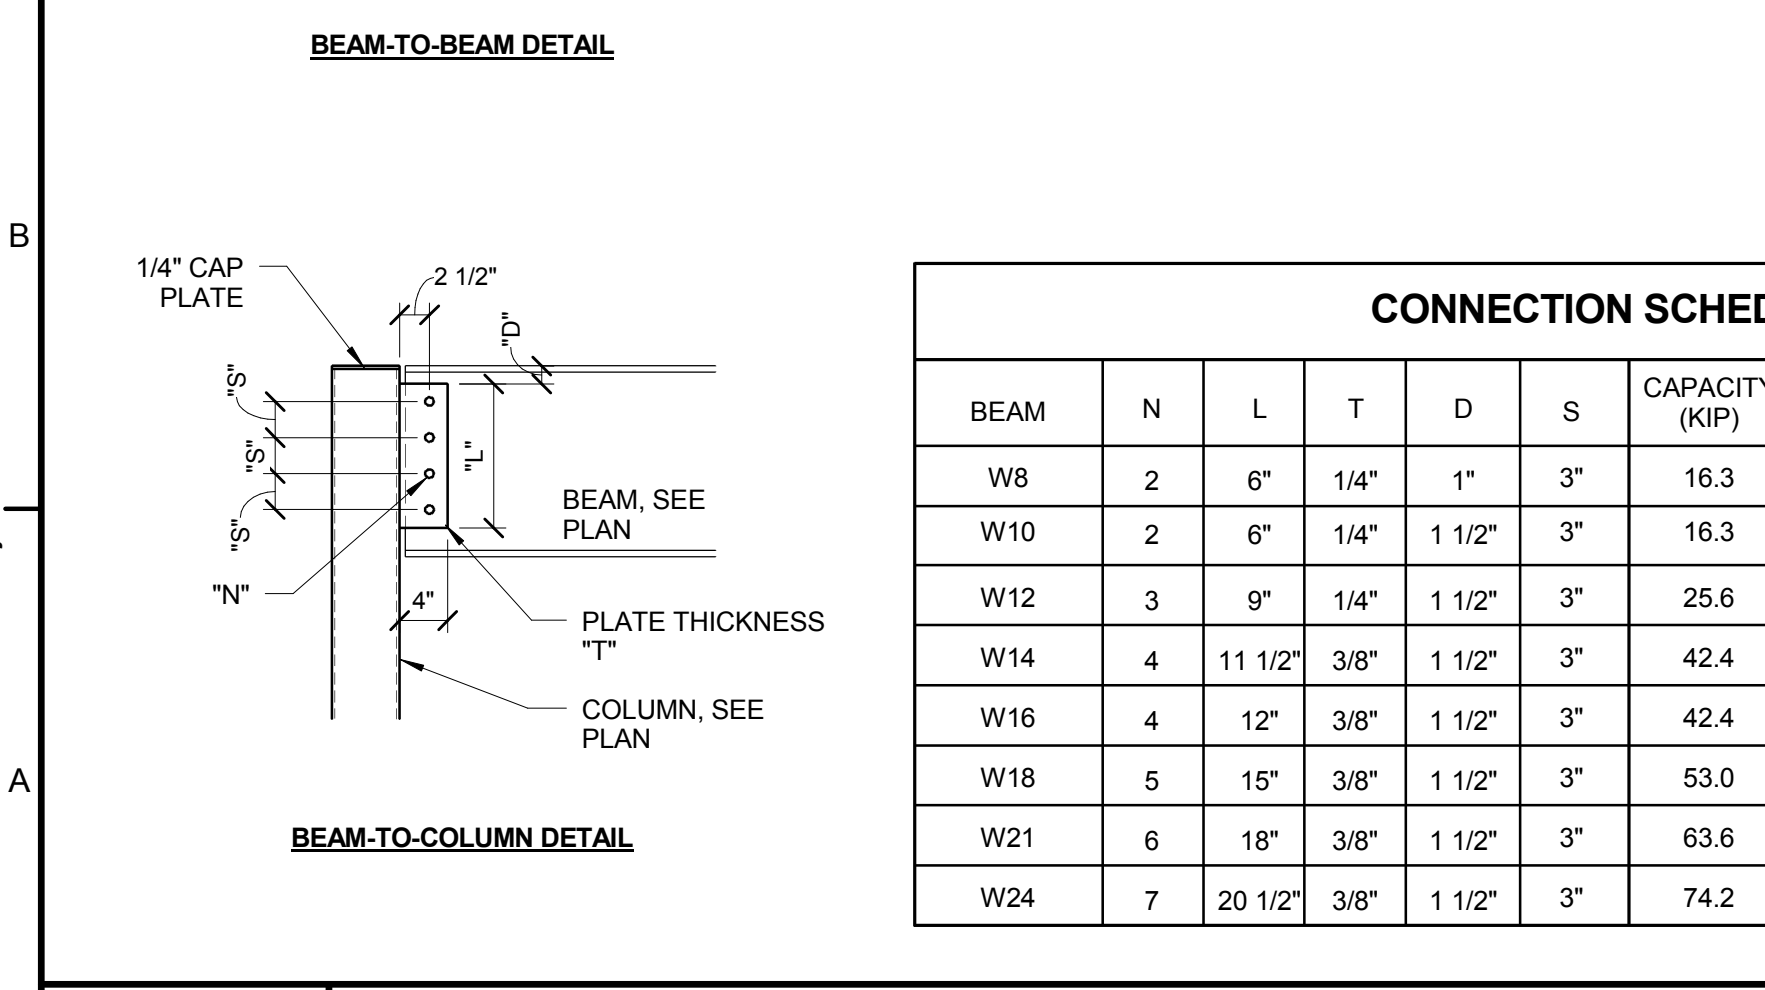 BEAM-TO-BEAM DETAIL
B
1/4" CAP
PLATE
2 1/2"
"D"
"S"
"S"
"S"
"L"
BEAM, SEE
PLAN
"N"
4"
PLATE THICKNESS
"T"
COLUMN, SEE
PLAN
A
BEAM-TO-COLUMN DETAIL
CONNECTION SCHED
BEAM N L T D S CAPACITY
(KIP)
W8 2 6" 1/4" 1" 3" 16.3
W10 2 6" 1/4" 1 1/2" 3" 16.3
W12 3 9" 1/4" 1 1/2" 3" 25.6
W14 4 11 1/2" 3/8" 1 1/2" 3" 42.4
W16 4 12" 3/8" 1 1/2" 3" 42.4
W18 5 15" 3/8" 1 1/2" 3" 53.0
W21 6 18" 3/8" 1 1/2" 3" 63.6
W24 7 20 1/2" 3/8" 1 1/2" 3" 74.2